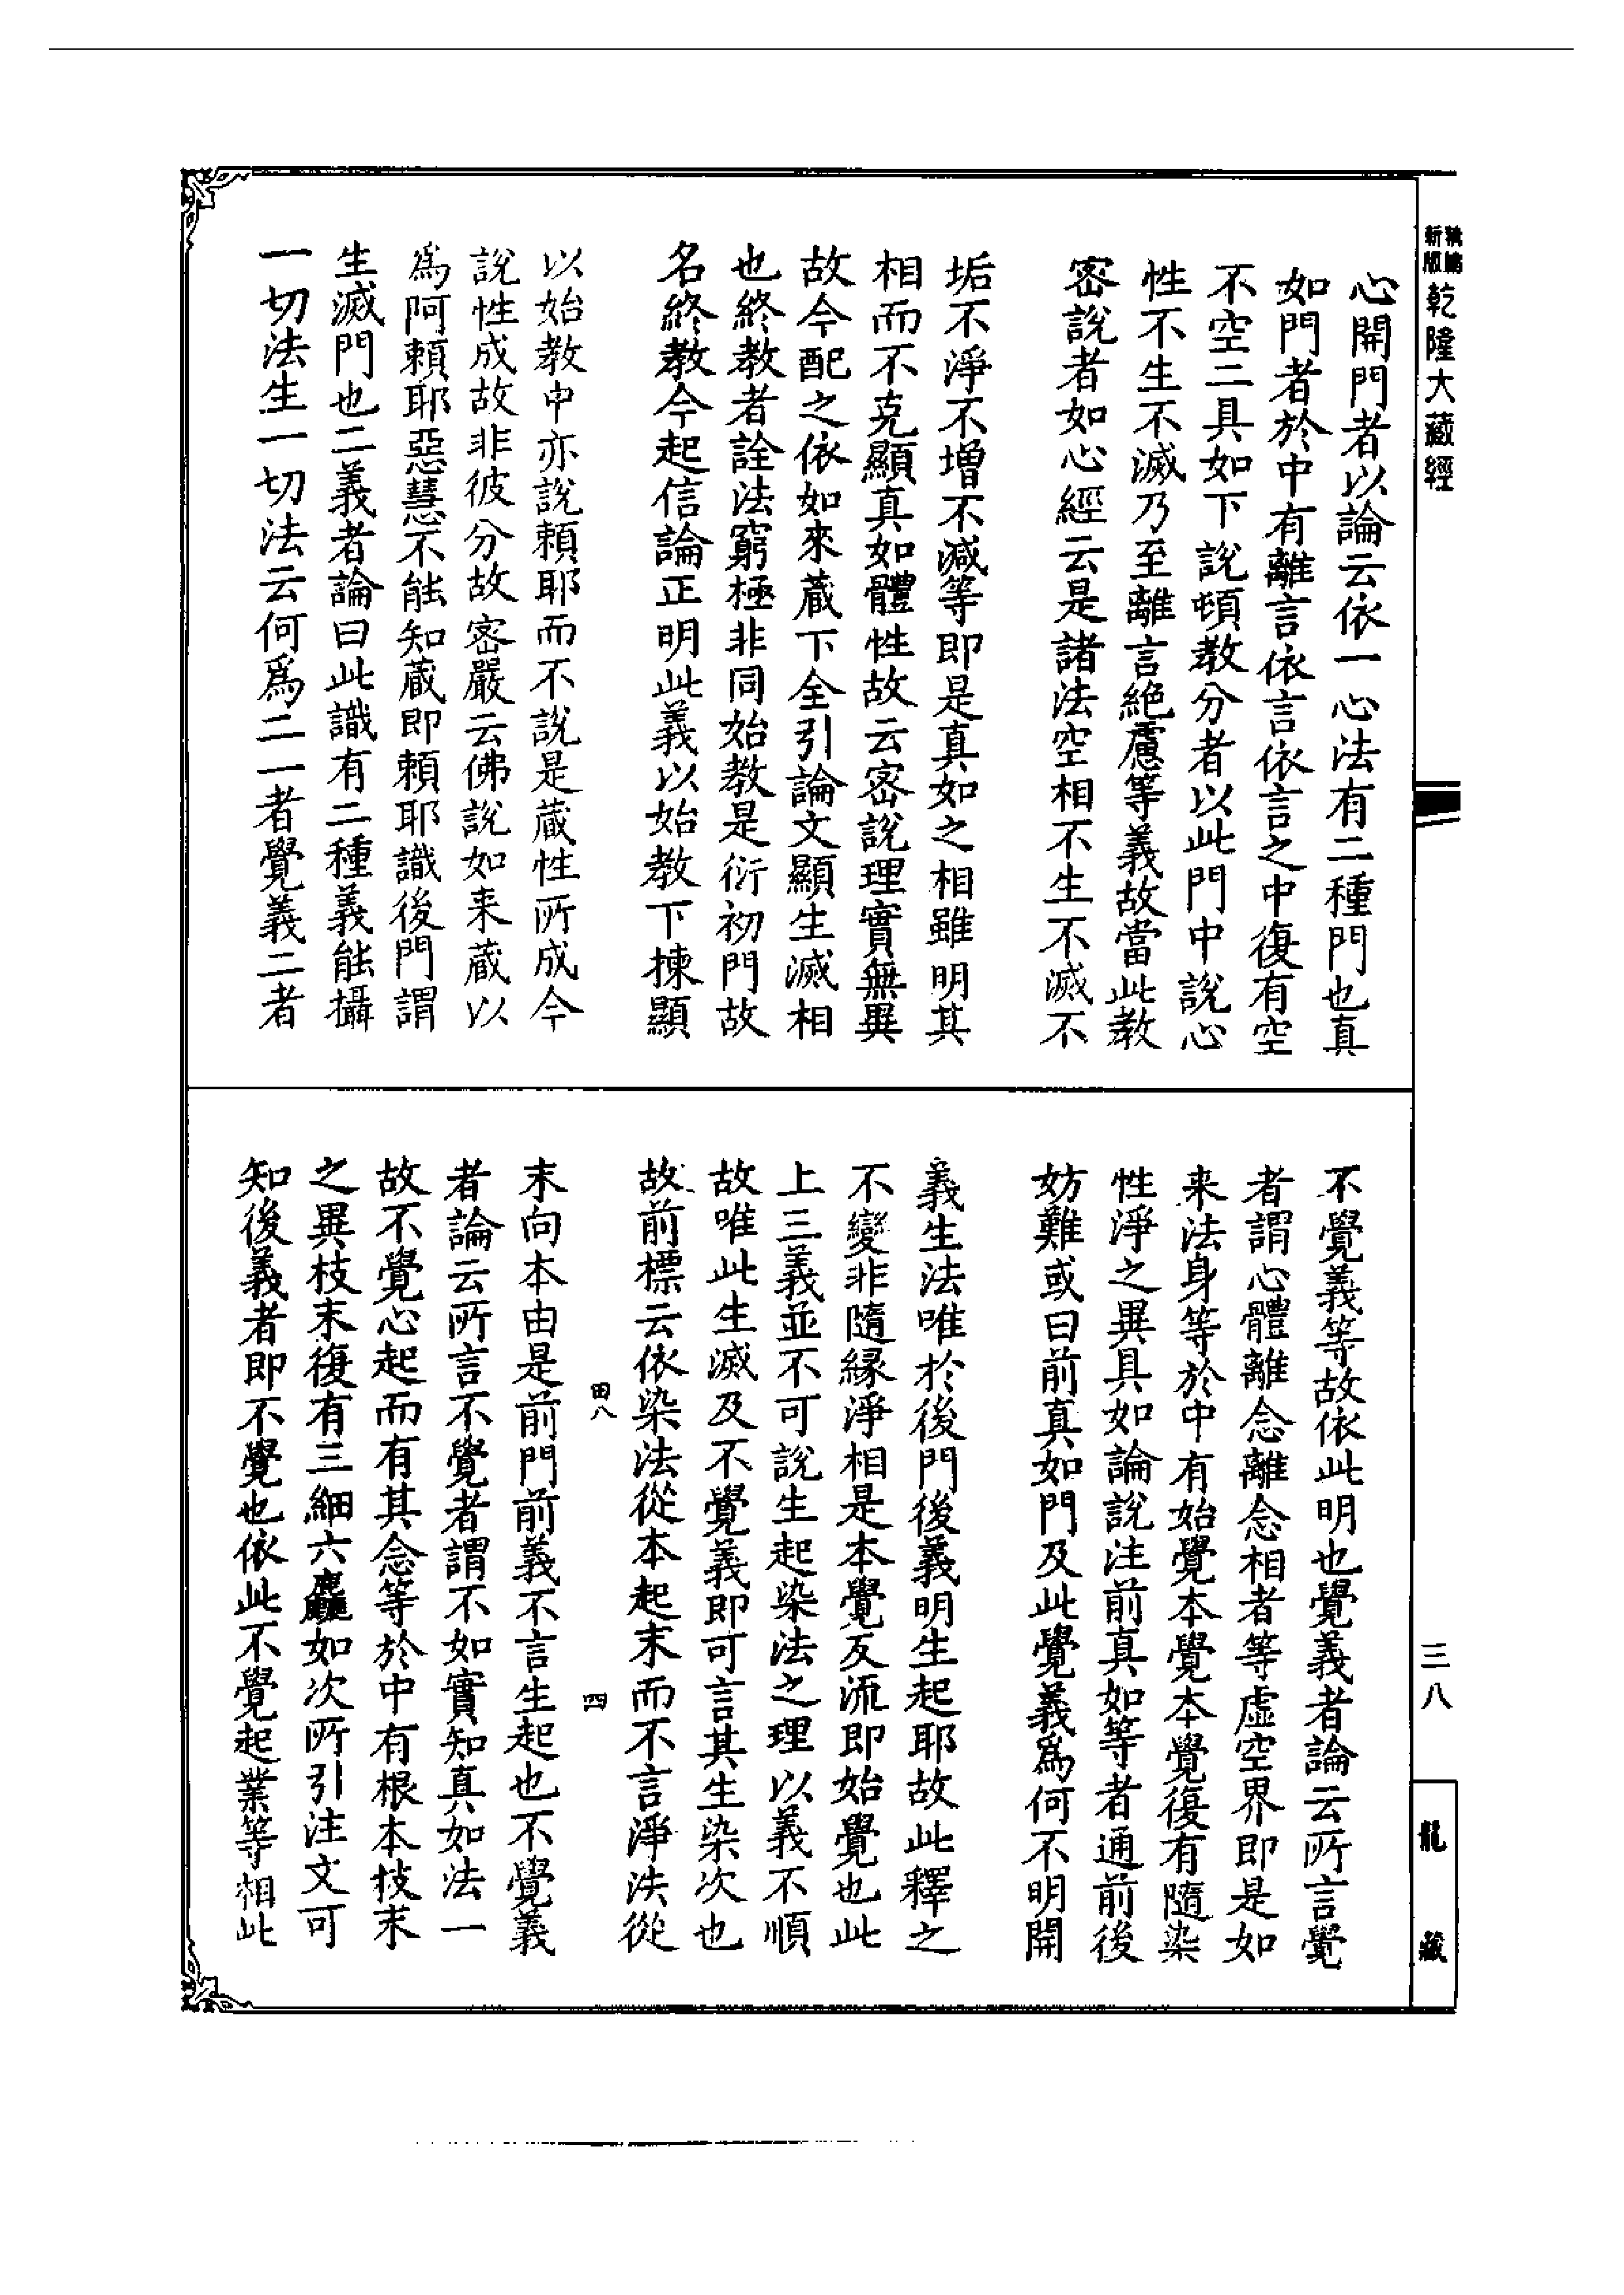 新版
精縮
乾隆大藏經
心開門者以論云依一心法有二種門也真
如門者於中有離言依言依言之中復有空
不空二具如下說頓教分者以此門中說心
性不生不滅乃至離言絕慮等義故當此教
密說者如心經云是諸法空相不生不滅不
垢不淨不增不減等即是真如之相雖明其
相而不克顯真如體性故云密說理實無異
故今配之依如來藏下全引論文顯生滅相
也終教者詮法窮極非同始教是衍初門故
名終教今起信論正明此義以始教下揀顯
以始教中亦說賴耶而不說是藏性所成今
說性成故非彼分故密嚴云佛說如來藏以
為阿賴耶惡慧不能知藏即賴耶識後門謂
生滅門也二義者論曰此識有二種義能攝
一切法生一切法云何為二一者覺義二者
不覺義等故依此明也覺義者論云所言覺
者謂心體離念離念相者等虛空界即是如
来法身等於中有始覺本覺本覺復有隨染
性淨之異具如論說注前真如等者通前後
妨難或曰前真如門及此覺義為何不明開
義生法唯於後門後義明生起耶故此釋之
不變非隨緣淨相是本覺反流即始覺也此
上三義並不可說生起染法之理以義不順
故唯此生滅及不覺義即可言其生染次也
故前標云依染法從本起末而不言淨法從
田八
四
末向本由是前門前義不言生起也不覺義
者論云所言不覺者謂不如實知真如法一
故不覺心起而有其念等於中有根本枝末
之異枝末復有三細六麤如次所引注文可
知後義者即不覺也依此不覺起業等相此
三八
龍藏